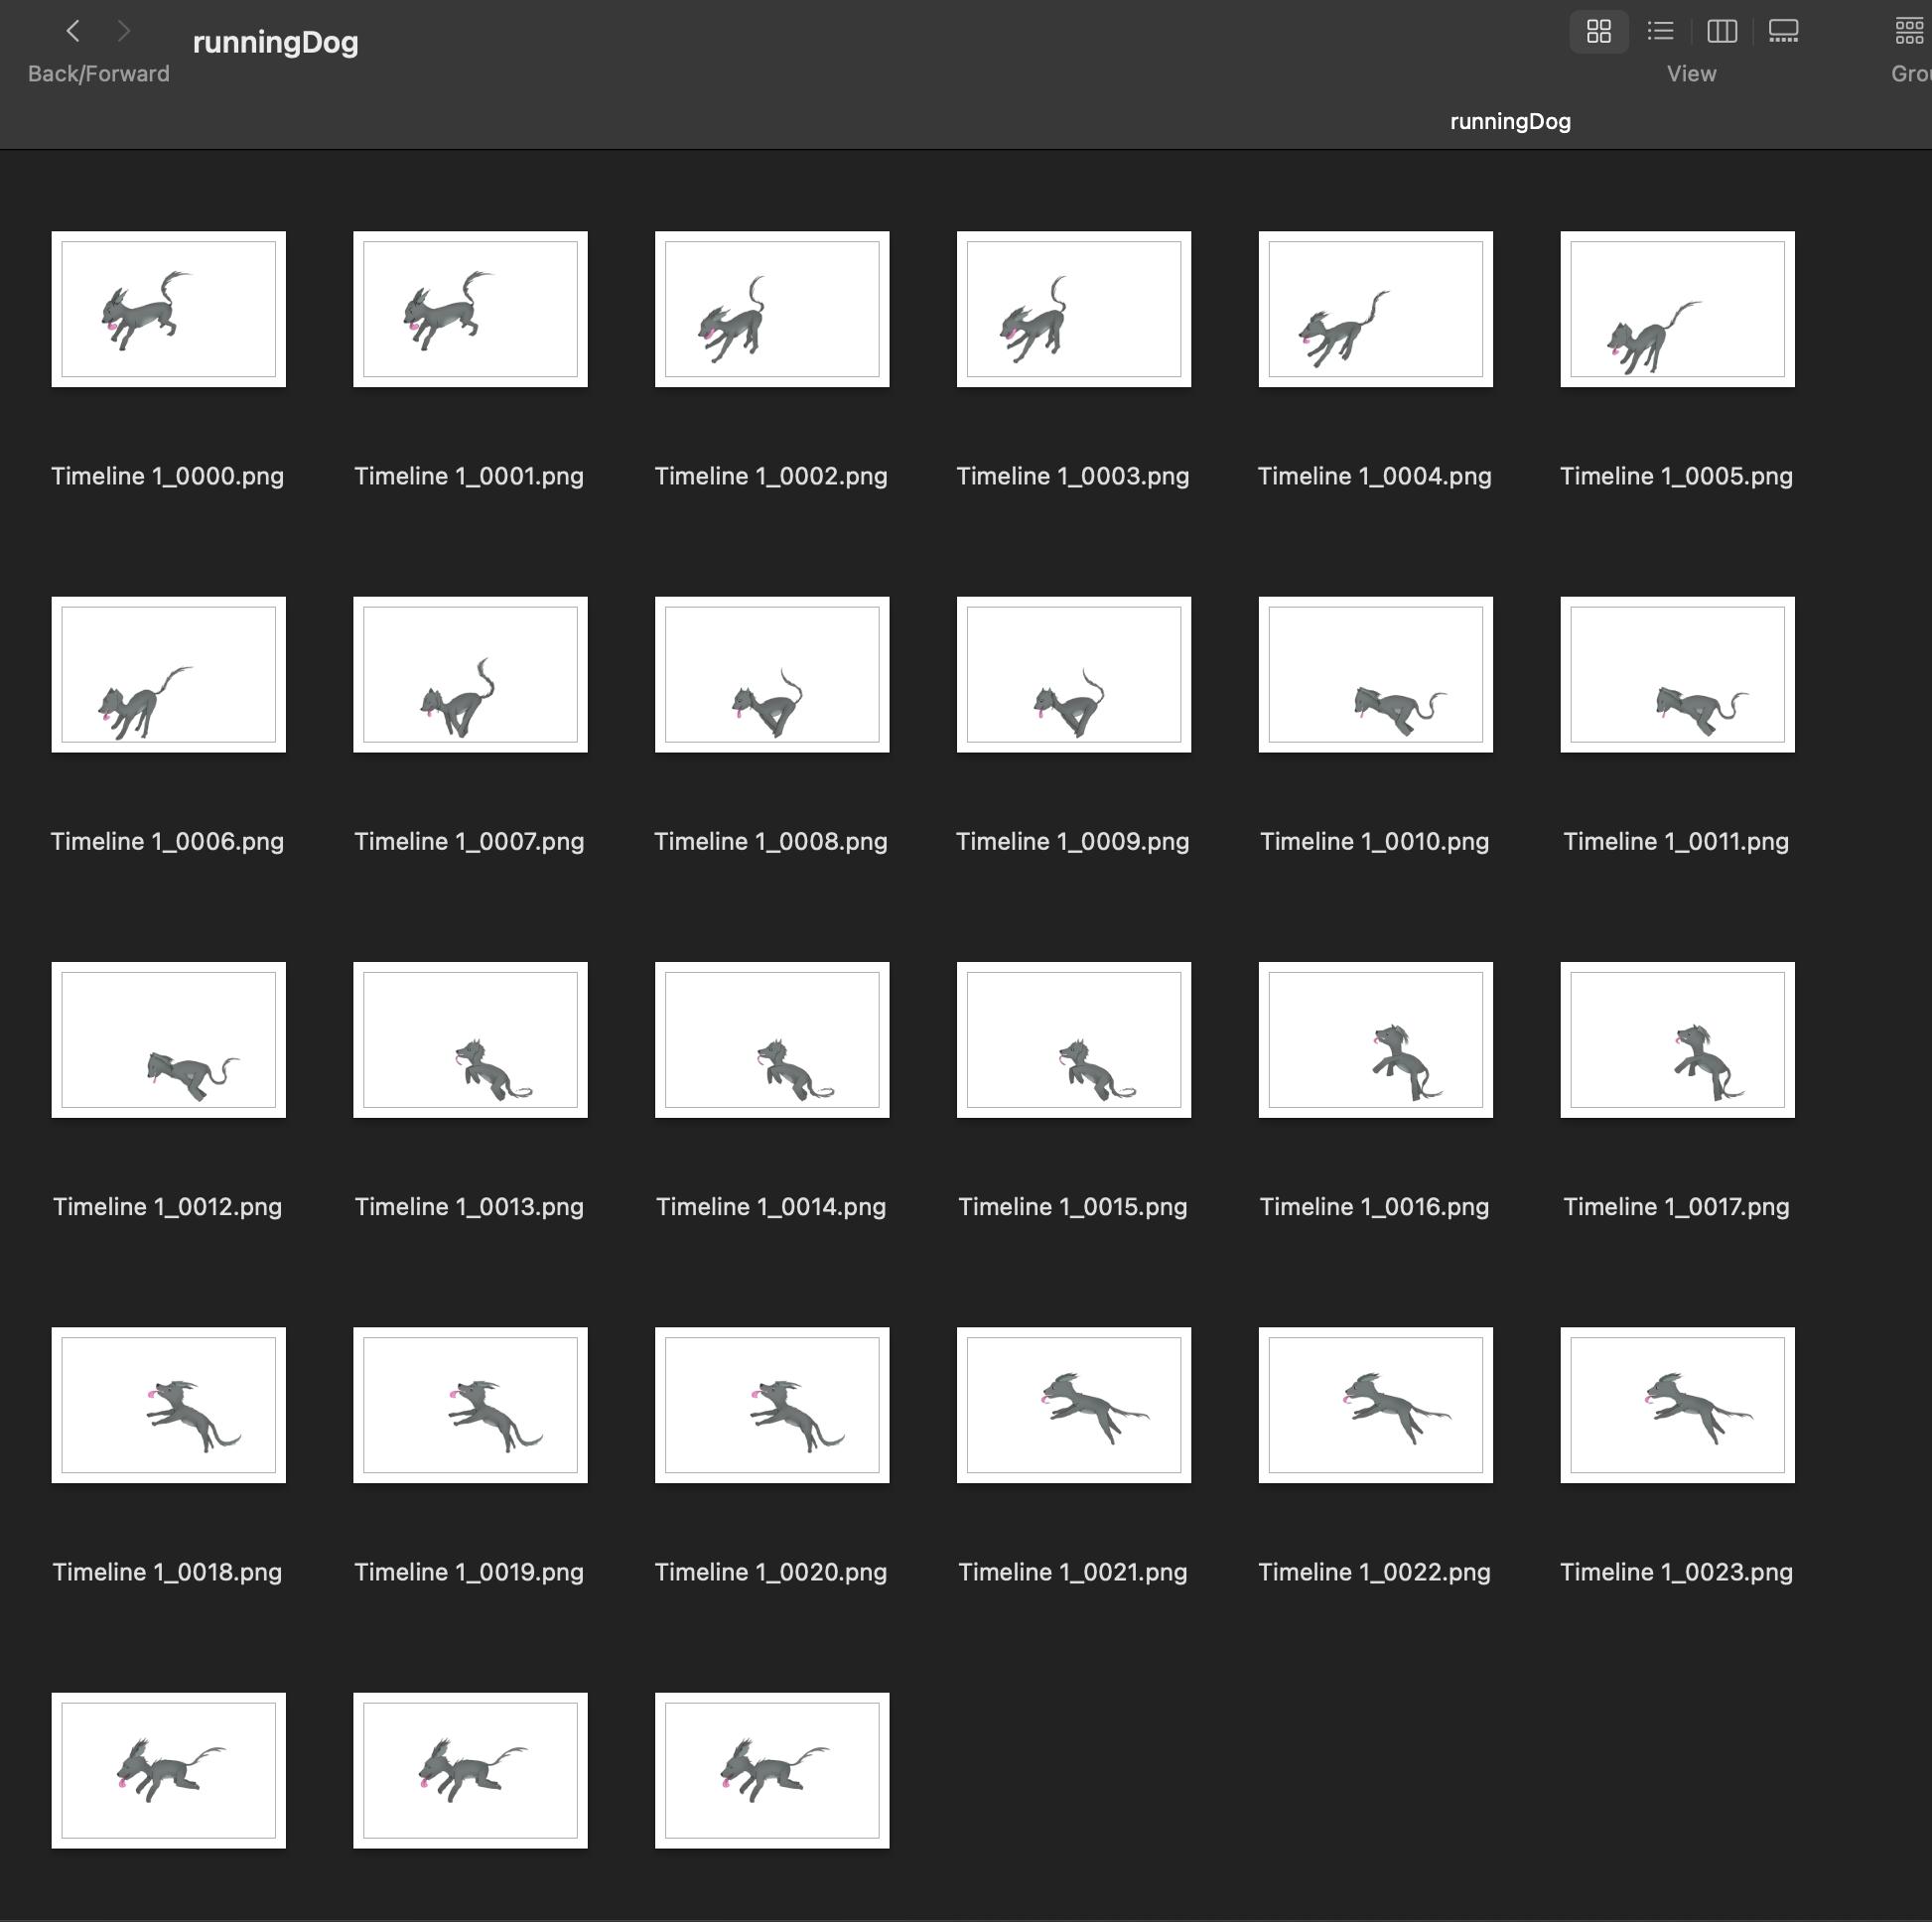 runningDog
Back/Forward
View
runningDog
Timeline 1_0000.png
Timeline 1_0001.png
Timeline 1_0002.png
Timeline 1_0003.png
Timeline 1_0004.png
Timeline 1_0005.png
Timeline 1_0006.png
Timeline 1_0007.png
Timeline 1_0008.png
Timeline 1_0009.png
Timeline 1_0010.png
Timeline 1_0011.png
Timeline 1_0012.png
Timeline 1_0013.png
Timeline 1_0014.png
Timeline 1_0015.png
Timeline 1_0016.png
Timeline 1_0017.png
Timeline 1_0018.png
Timeline 1_0019.png
Timeline 1_0020.png
Timeline 1_0021.png
Timeline 1_0022.png
Timeline 1_0023.png